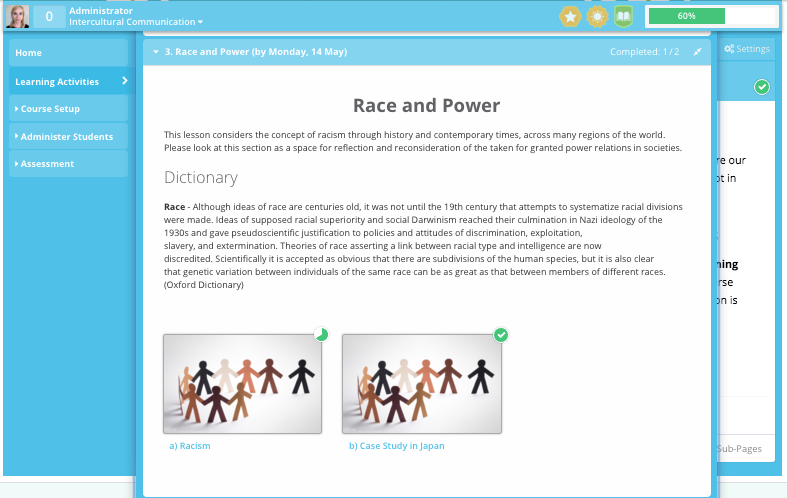 0
Administrator
Intercultural Communication
60%
Home
Learning Activities
Course Setup
Administer Students
Assessment
3. Race and Power (by Monday, 14 May)
Completed: 1/2
Settings
Race and Power
This lesson considers the concept of racism through history and contemporary times, across many regions of the world.
Please look at this section as a space for reflection and reconsideration of the taken for granted power relations in societies.
Dictionary
Race - Although ideas of race are centuries old, it was not until the 19th century that attempts to systematize racial divisions
were made. Ideas of supposed racial superiority and social Darwinism reached their culmination in Nazi ideology of the
1930s and gave pseudoscientific justification to policies and attitudes of discrimination, exploitation,
slavery, and extermination. Theories of race asserting a link between racial type and intelligence are now
discredited. Scientifically it is accepted as obvious that there are subdivisions of the human species, but it is also clear
that genetic variation between individuals of the same race can be as great as that between members of different races.
(Oxford Dictionary)
a) Racism
b) Case Study in Japan
re our
ot in
ning
rse
on is
Sub-Pages